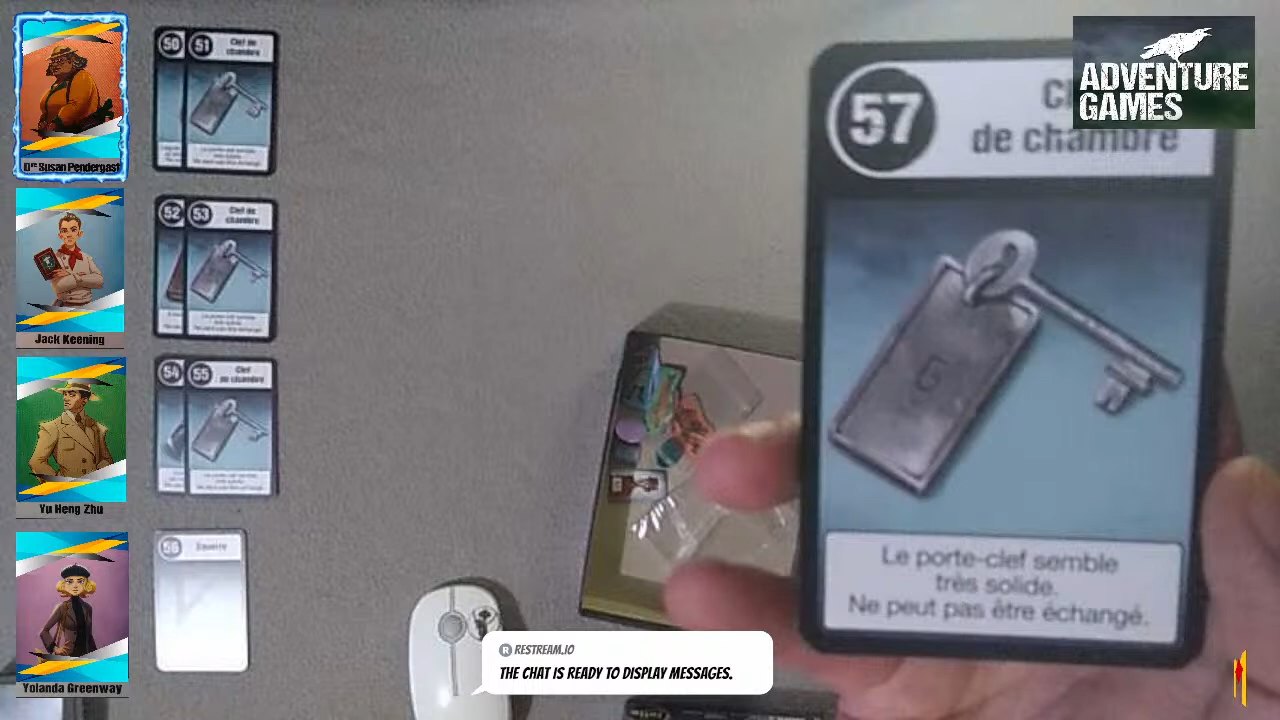 Drs Susan Pendergast
50
51
Clef de
chambre
Jack Keening
52
53
Clef de
chambre
Yu Heng Zhu
54
55
Clef
de chambre
Yolanda Greenway
56
Equerre
57
de chambre
Le porte-clef semble
très solide.
Ne peut pas être échangé.
ADVENTURE
GAMES
RESTREAM.IO
THE CHAT IS READY TO DISPLAY MESSAGES.